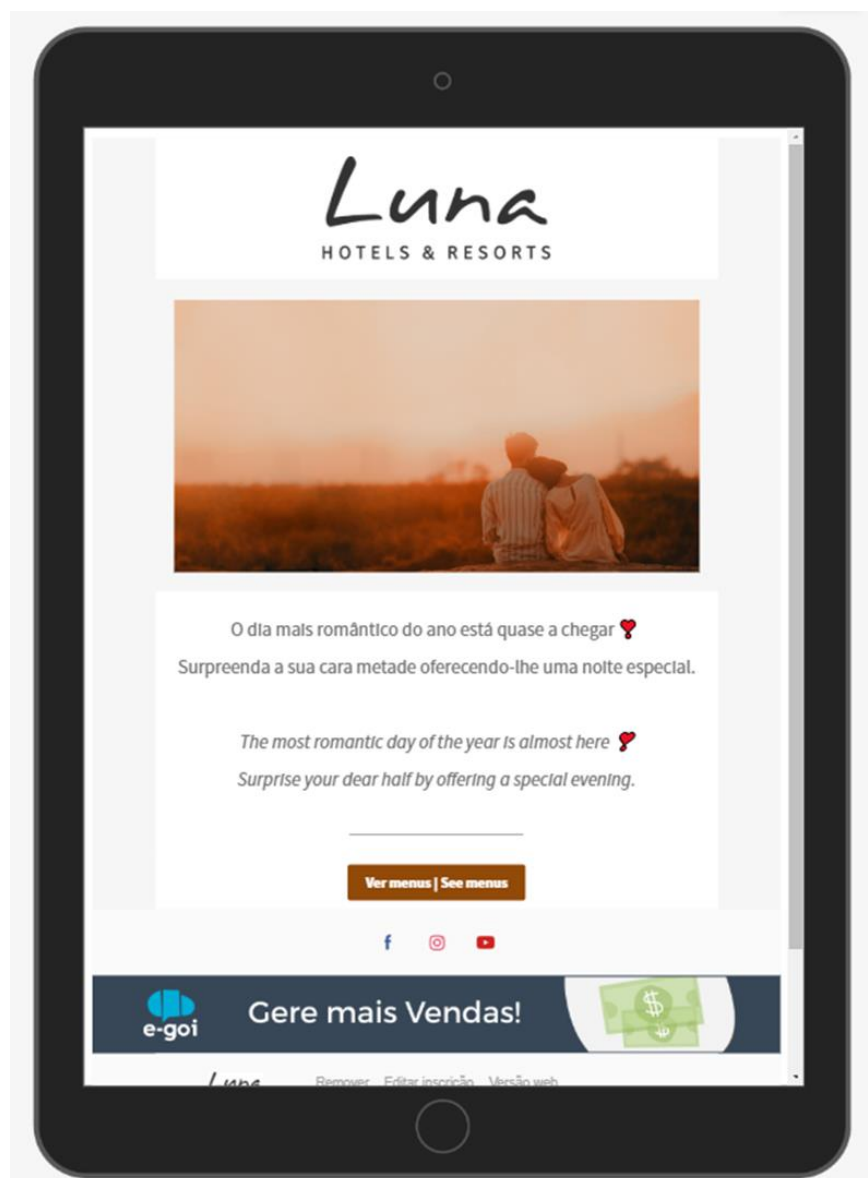 Luna
HOTELS & RESORTS
O dia mais romântico do ano está quase a chegar ❣
Surpreenda a sua cara metade oferecendo-lhe uma noite especial.
The most romantic day of the year is almost here ❣
Surprise your dear half by offering a special evening.
Ver menus | See menus
e-goi Gere mais Vendas!
Luna Remover Editar inscrição Versão web